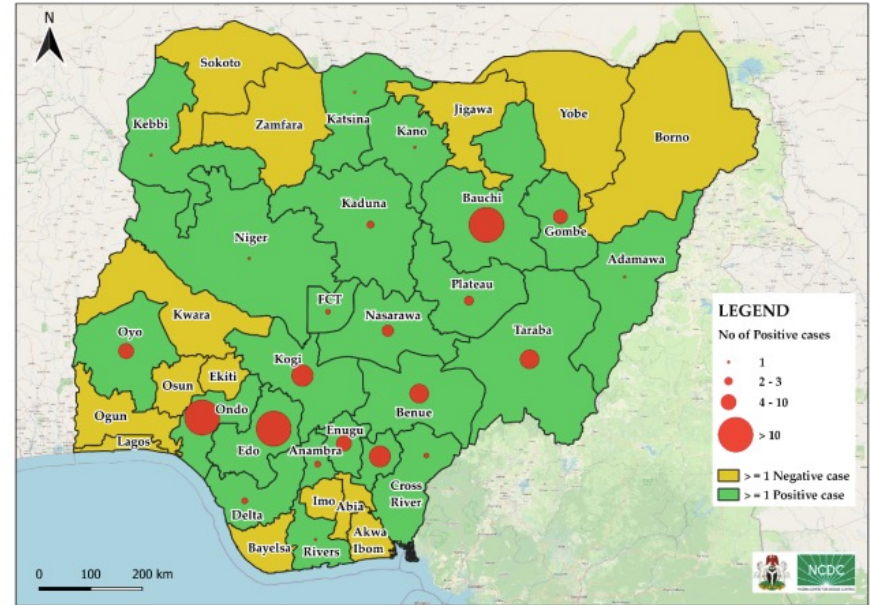 N
Sokoto
Kebbi
Zamfara
Katsina
Kano
Jigawa
Yobe
Borno
Kaduna
Bauchi
Gombe
Niger
Adamawa
Plateau
FCT
Nasarawa
Taraba
Kwara
Oyo
Kogi
Osun
Ekiti
Benue
Ogun
Ondo
Lagos
Edo
Enugu
Anambra
Cross
River
Imo
Abia
Delta
Akwa
Ibom
Bayelsa
Rivers
LEGEND
No of Positive cases
1
2 - 3
4 - 10
> 10
> = 1 Negative case
> = 1 Positive case
0 100 200 km
NCDC